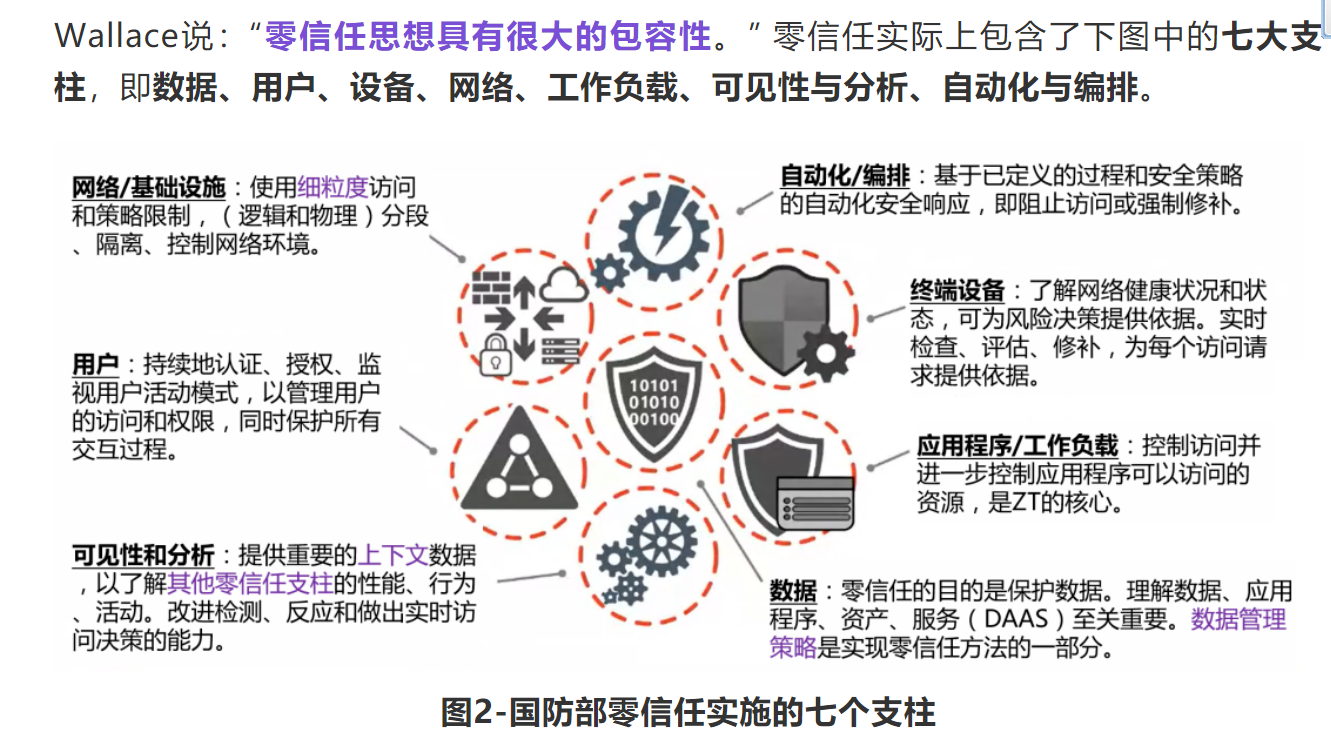 Wallace说：“零信任思想具有很大的包容性。”零信任实际上包含了下图中的七大支
柱，即数据、用户、设备、网络、工作负载、可见性与分析、自动化与编排。
网络/基础设施：使用细粒度访问
和策略限制，（逻辑和物理）分段
、隔离、控制网络环境。
自动化/编排：基于已定义的过程和安全策略
的自动化安全响应，即阻止访问或强制修补。
终端设备：了解网络健康状况和状
态，可为风险决策提供依据。实时
检查、评估、修补，为每个访问请
求提供依据。
用户：持续地认证、授权、监
视用户活动模式，以管理用户
的访问和权限，同时保护所有
交互过程。
10101
01010
00100
应用程序/工作负载：控制访问并
进一步控制应用程序可以访问的
资源，是ZT的核心。
可见性和分析：提供重要的上下文数据
，以了解其他零信任支柱的性能、行为
、活动。改进检测、反应和做出实时访
问决策的能力。
数据：零信任的目的是保护数据。理解数据、应用
程序、资产、服务（DAAS）至关重要。数据管理
策略是实现零信任方法的一部分。
图2-国防部零信任实施的七个支柱